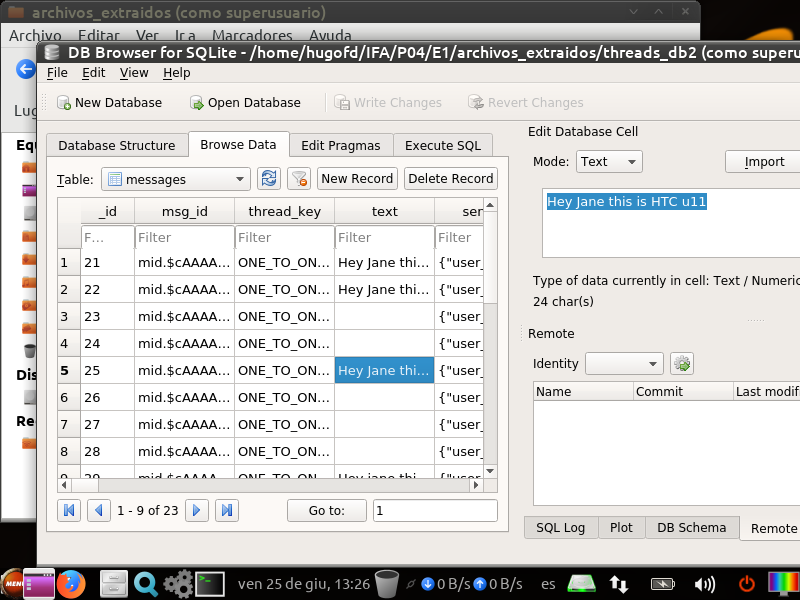 archivos_extraidos (como superusuario)
Archivo Editar Ver Ir a Marcadores Ayuda
DB Browser for SQLite - /home/hugofd/IFA/P04/E1/archivos_extraidos/threads_db2 (como superu
File Edit View Help
New Database Open Database Write Changes Revert Changes
Lug
Equ
Dis
Re
Database Structure Browse Data Edit Pragmas Execute SQL
Table: messages New Record Delete Record
_id msg_id thread_key text ser
F... Filter Filter Filter Filter
1 21 mid.$cAAAA... ONE_TO_ON... Hey Jane thi... {"user_
2 22 mid.$cAAAA... ONE_TO_ON... Hey Jane thi... {"user_
3 23 mid.$cAAAA... ONE_TO_ON... {"user_
4 24 mid.$cAAAA... ONE_TO_ON... {"user_
5 25 mid.$cAAAA... ONE_TO_ON... Hey Jane thi... {"user_
6 26 mid.$cAAAA... ONE_TO_ON... {"user_
7 27 mid.$cAAAA... ONE_TO_ON... {"user_
8 28 mid.$cAAAA... ONE_TO_ON... {"user_
9 29 mid.$cAAAA... ONE_TO_ON... Hey jane thi... {"user_
1 - 9 of 23 Go to: 1
Edit Database Cell
Mode: Text Import
Hey Jane this is HTC u11
Type of data currently in cell: Text / Numeric
24 char(s)
Remote
Identity
Name Commit Last modifi
SQL Log Plot DB Schema Remote
MENU ven 25 de giu, 13:26 0 B/s 0 B/s es